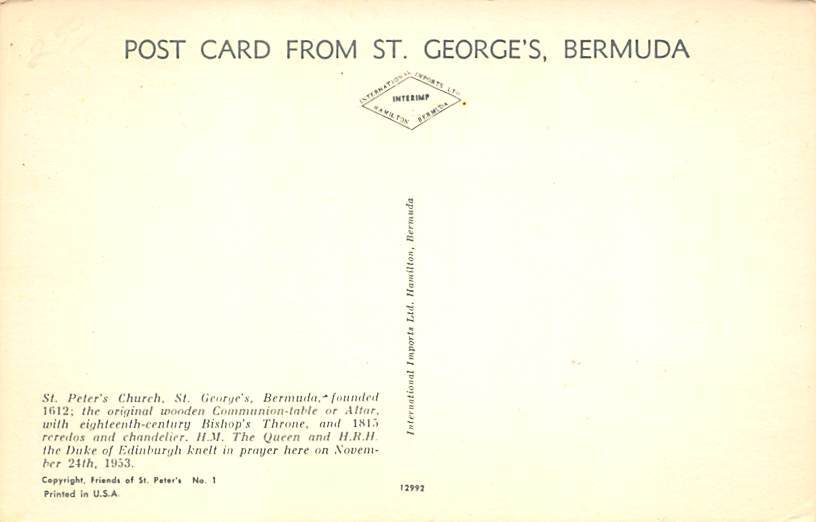 POST CARD FROM ST. GEORGE'S, BERMUDA
INTERNATIONAL IMPORTS LTD.
INTERIMP
HAMILTON BERMUDA
International Imports Ltd. Hamilton, Bermuda
St. Peter's Church, St. George's, Bermuda, founded
1612; the original wooden Communion-table or Altar,
with eighteenth-century Bishop's Throne, and 1815
reredos and chandelier. H.M. The Queen and H.R.H.
the Duke of Edinburgh knelt in prayer here on Novem-
ber 24th, 1953.
Copyright, Friends of St. Peter's No. 1
Printed in U.S.A.
12992